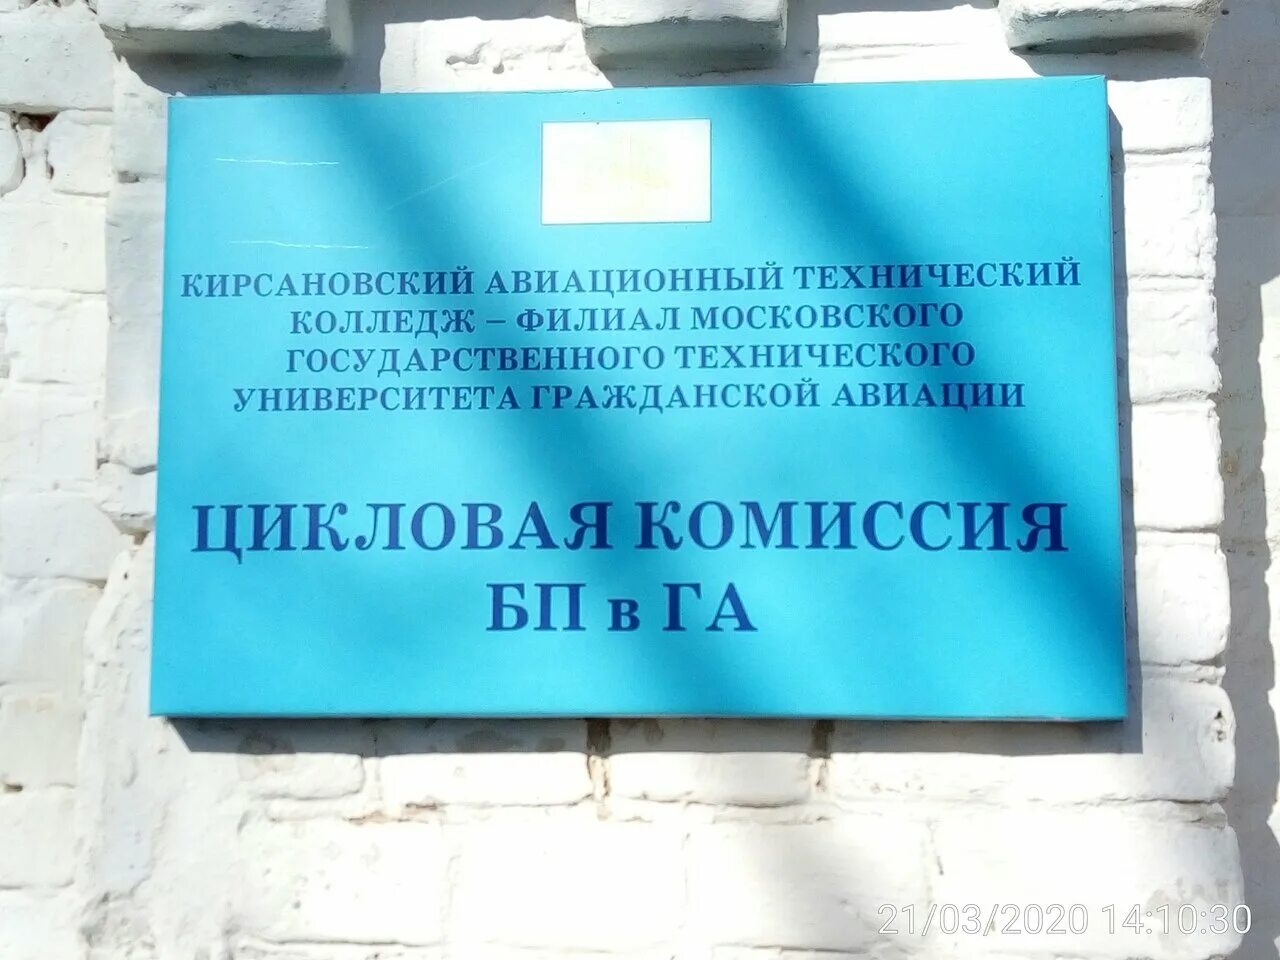 КИРСАНОВСКИЙ АВИАЦИОННЫЙ ТЕХНИЧЕСКИЙ
КОЛЛЕДЖ – ФИЛИАЛ МОСКОВСКОГО
ГОСУДАРСТВЕННОГО ТЕХНИЧЕСКОГО
УНИВЕРСИТЕТА ГРАЖДАНСКОЙ АВИАЦИИ
ЦИКЛОВАЯ КОМИССИЯ
БП в ГА
21/03/2020 14:10:30